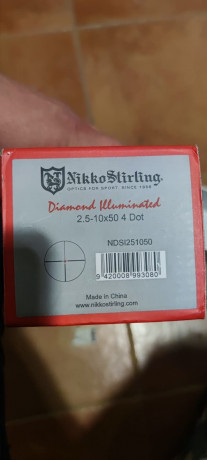 NikkoStirling.
OPTICS FOR SPORT SINCE 1956
Diamond Illuminated
2.5-10x50 4 Dot
NDSI251050
9 420008 993080
Made in China
www.nikkostirling.com